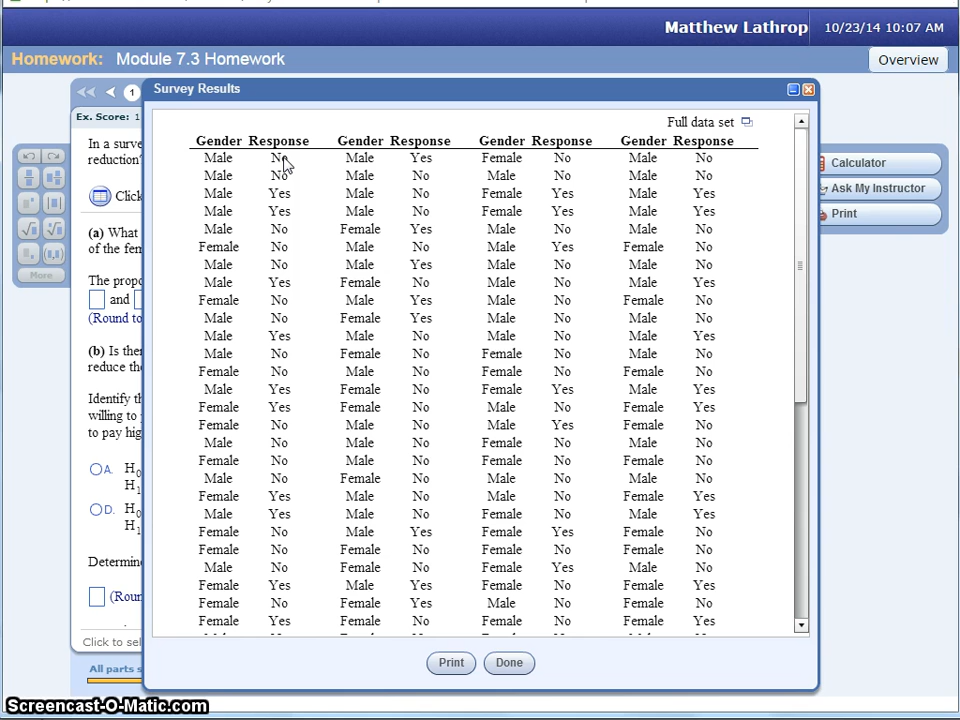 Matthew Lathrop 10/23/14 10:07 AM
Homework: Module 7.3 Homework Overview
1
Survey Results
Ex. Score: 1
Full data set
In a surve
reduction?
Click
(a) What
of the fem
The propo
and
(Round to
(b) Is ther
reduce the
Identify th
willing to
to pay hig
A. H0
H1
D. H0
H1
Determin
(Roun
Click to sel
All parts s
More
Gender Response Gender Response Gender Response Gender Response
Male No Male Yes Female No Male No
Male No Male No Male No Male No
Male Yes Male No Female Yes Male Yes
Male Yes Male No Female Yes Male Yes
Male No Female Yes Male No Male No
Female No Male No Male Yes Female No
Male No Male Yes Male No Male No
Male Yes Female No Male No Male Yes
Female No Male Yes Male No Female No
Male No Female Yes Male No Male No
Male Yes Male No Male No Male Yes
Male No Female No Female No Male No
Female No Male No Female No Female No
Male Yes Female No Female Yes Male Yes
Female Yes Female No Male No Female Yes
Female No Male No Male Yes Female No
Male No Male No Female No Male No
Female No Male No Female No Female No
Male No Female No Male No Male No
Female Yes Male No Male No Female Yes
Male Yes Male No Female No Male Yes
Female No Male Yes Female Yes Female No
Female No Female No Female No Female No
Male No Female No Female Yes Male No
Female Yes Male Yes Female No Female Yes
Female No Female Yes Male No Female No
Female Yes Female No Female No Female Yes
Calculator
Ask My Instructor
Print
Print Done
Screencast-O-Matic.com